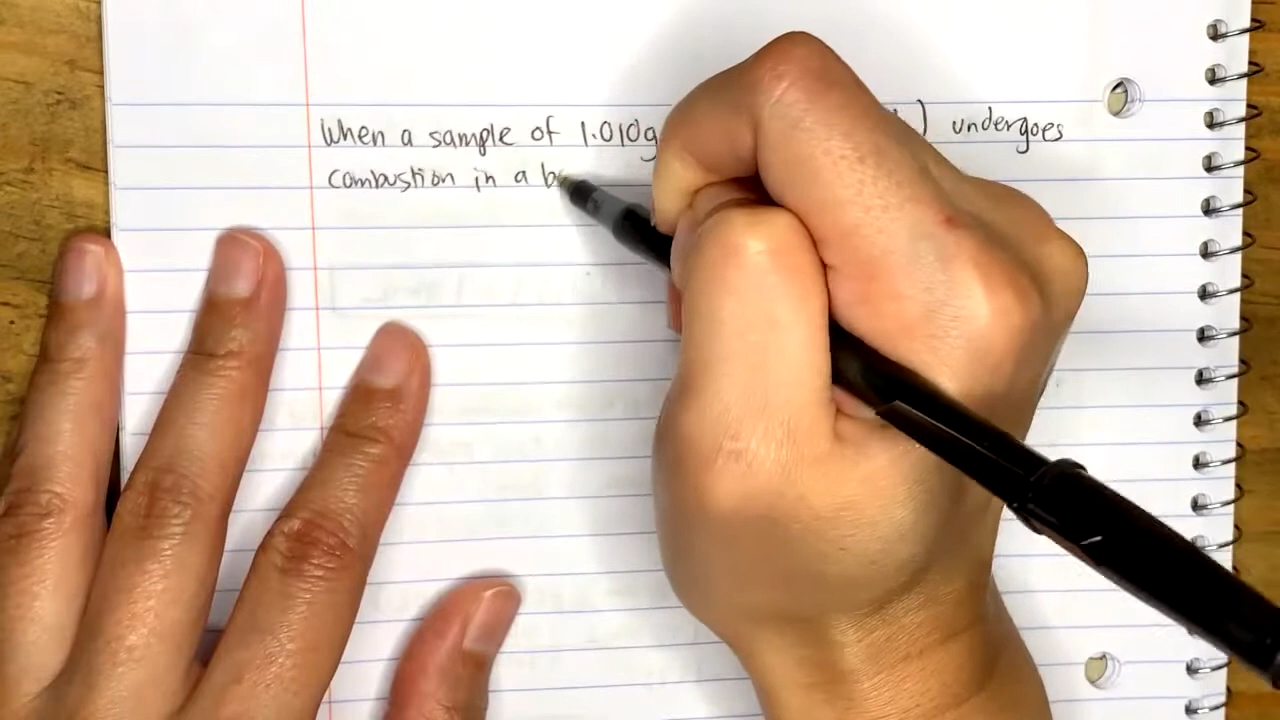 When a sample of 1.010g ) undergoes
combustion in a